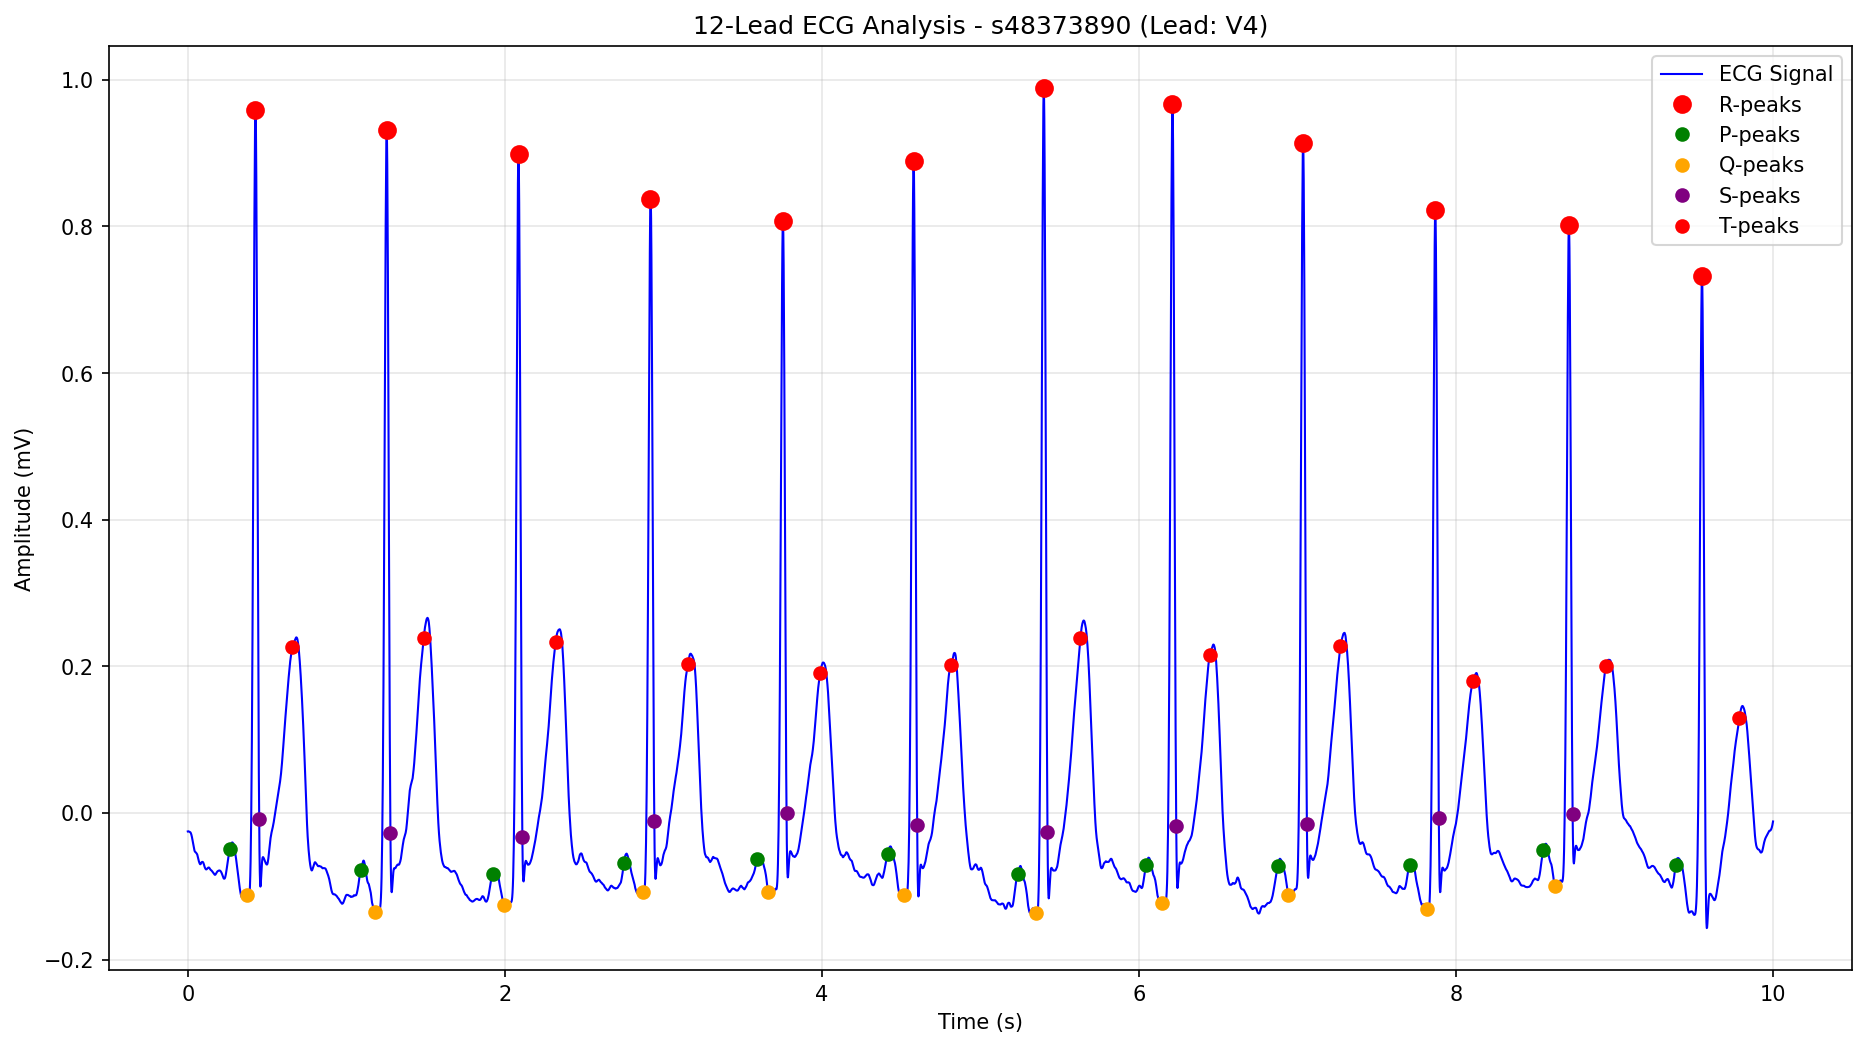 12-Lead ECG Analysis - s48373890 (Lead: V4)
ECG Signal
R-peaks
P-peaks
Q-peaks
S-peaks
T-peaks
Amplitude (mV)
1.0
0.8
0.6
0.4
0.2
0.0
−0.2
0 2 4 6 8 10
Time (s)